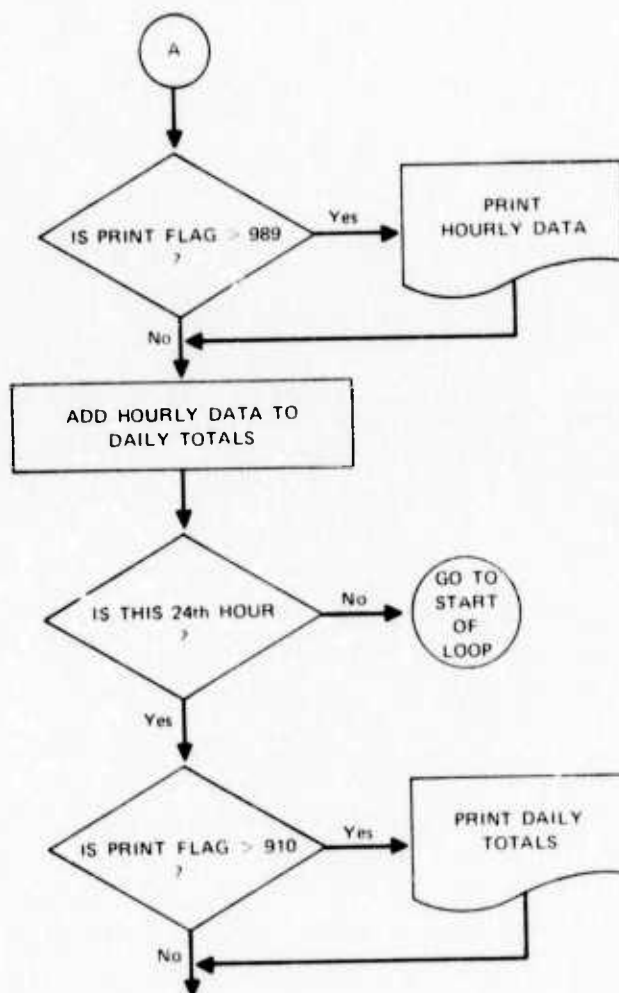 A
IS PRINT FLAG > 989
?
Yes
PRINT
HOURLY DATA
No
ADD HOURLY DATA TO
DAILY TOTALS
IS THIS 24th HOUR
?
No
GO TO
START
OF
LOOP
Yes
IS PRINT FLAG > 910
?
Yes
PRINT DAILY
TOTALS
No